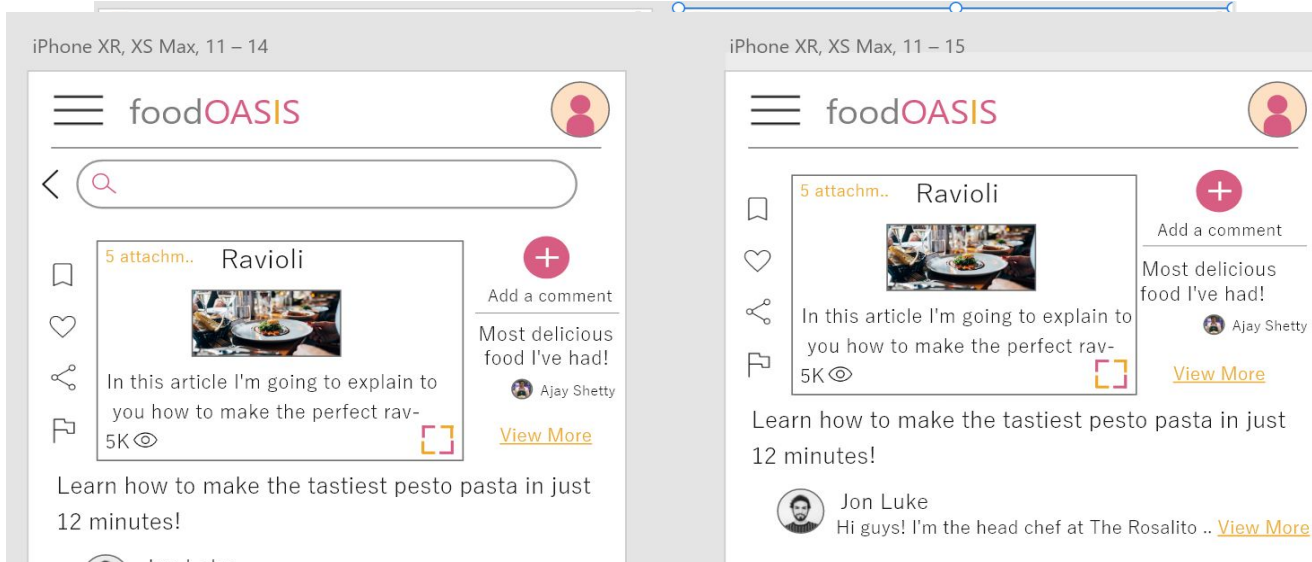 iPhone XR, XS Max, 11 – 14
foodOASIS
5 attachm..
Ravioli
In this article I'm going to explain to
you how to make the perfect rav-
5K
Add a comment
Most delicious
food I've had!
Ajay Shetty
View More
Learn how to make the tastiest pesto pasta in just
12 minutes!
iPhone XR, XS Max, 11 – 15
foodOASIS
5 attachm..
Ravioli
In this article I'm going to explain to
you how to make the perfect rav-
5K
Add a comment
Most delicious
food I've had!
Ajay Shetty
View More
Learn how to make the tastiest pesto pasta in just
12 minutes!
Jon Luke
Hi guys! I'm the head chef at The Rosalito .. View More